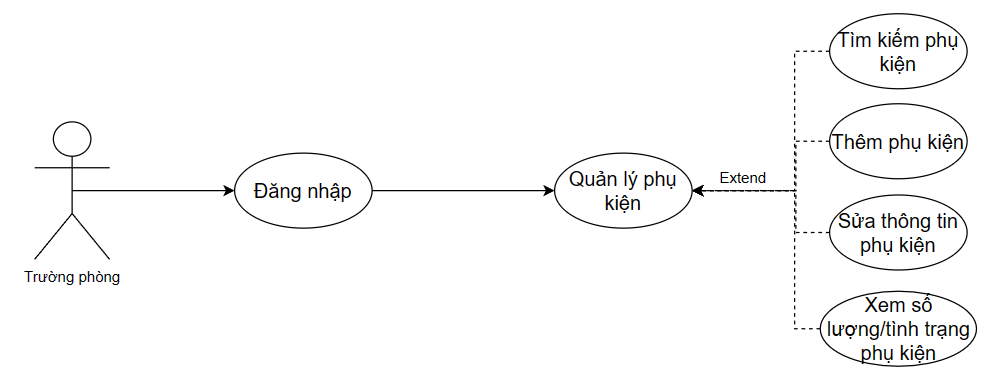 Tìm kiếm phụ
kiện
Thêm phụ kiện
Đăng nhập
Quản lý phụ
kiện
Extend
Sửa thông tin
phụ kiện
Trường phòng
Xem số
lượng/tình trạng
phụ kiện